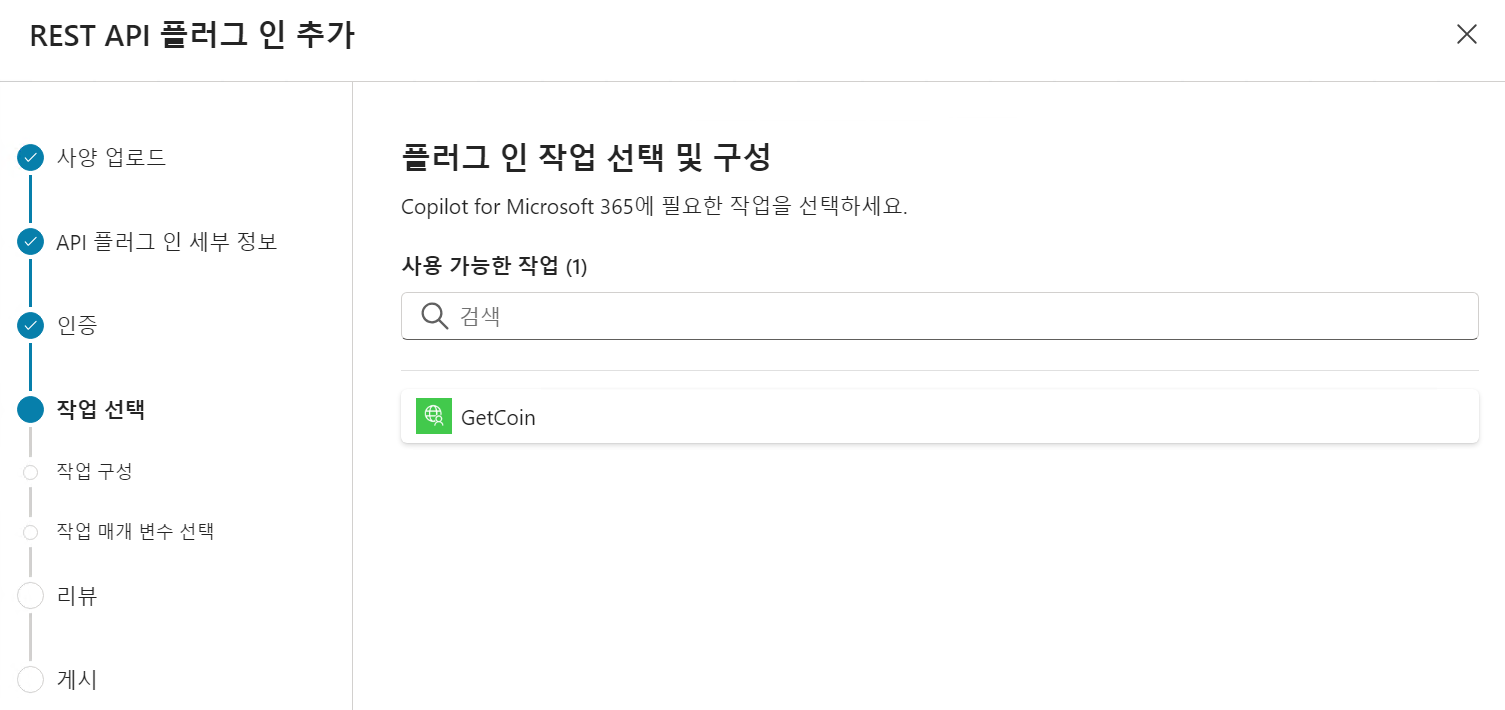 REST API 플러그 인 추가
사양 업로드
API 플러그 인 세부 정보
인증
작업 선택
작업 구성
작업 매개 변수 선택
리뷰
게시
플러그 인 작업 선택 및 구성
Copilot for Microsoft 365에 필요한 작업을 선택하세요.
사용 가능한 작업 (1)
검색
GetCoin